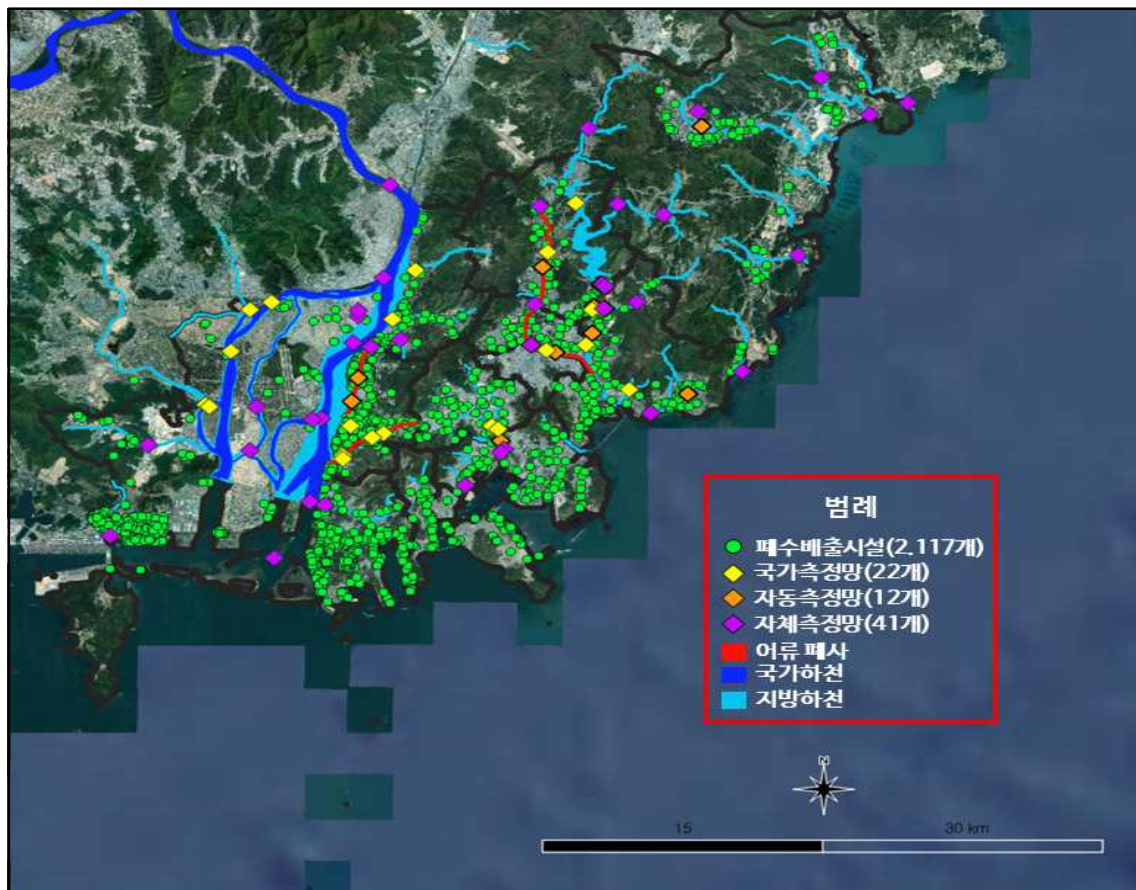 범례
폐수배출시설(2.117개)
국가측정망(22개)
자동측정망(12개)
자체측정망(41개)
어류 폐사
국가하천
지방하천
N
15
30 km